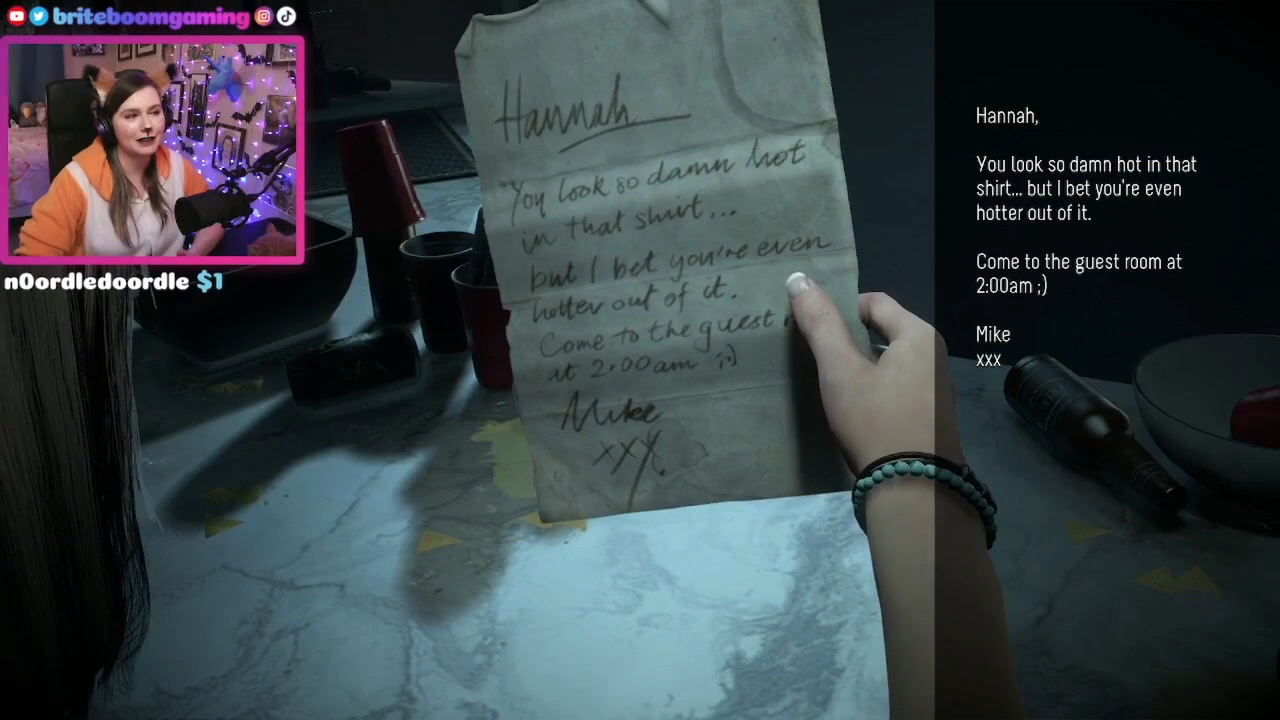 briteboomgaming
n0ordledoordle $1
Hannah
You look so damn hot
in that shirt...
but I bet you're even
hotter out of it.
Come to the guest
at 2.00am ;)
Mike
xxx
Hannah,
You look so damn hot in that
shirt... but I bet you're even
hotter out of it.
Come to the guest room at
2:00am ;)
Mike
xxx